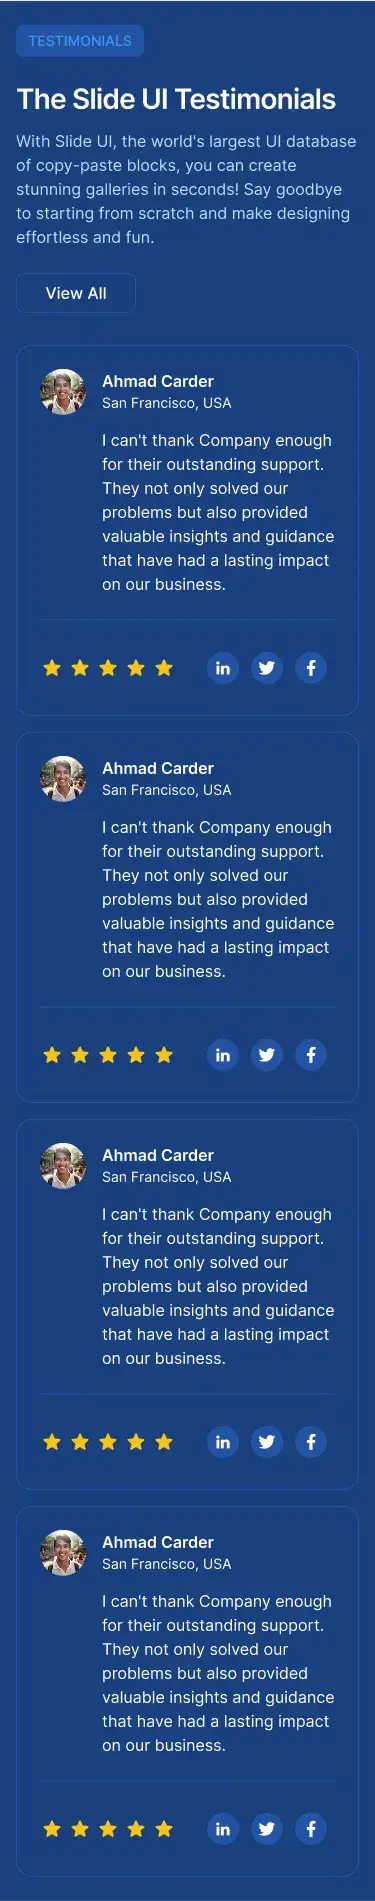 TESTIMONIALS
The Slide UI Testimonials
With Slide UI, the world's largest UI database
of copy-paste blocks, you can create
stunning galleries in seconds! Say goodbye
to starting from scratch and make designing
effortless and fun.
View All
Ahmad Carder
San Francisco, USA
I can't thank Company enough
for their outstanding support.
They not only solved our
problems but also provided
valuable insights and guidance
that have had a lasting impact
on our business.
Ahmad Carder
San Francisco, USA
I can't thank Company enough
for their outstanding support.
They not only solved our
problems but also provided
valuable insights and guidance
that have had a lasting impact
on our business.
Ahmad Carder
San Francisco, USA
I can't thank Company enough
for their outstanding support.
They not only solved our
problems but also provided
valuable insights and guidance
that have had a lasting impact
on our business.
Ahmad Carder
San Francisco, USA
I can't thank Company enough
for their outstanding support.
They not only solved our
problems but also provided
valuable insights and guidance
that have had a lasting impact
on our business.